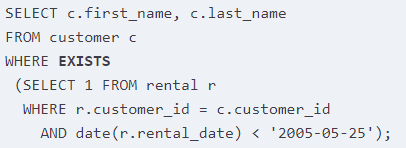 SELECT c.first_name, c.last_name
FROM customer c
WHERE EXISTS
(SELECT 1 FROM rental r
WHERE r.customer_id = c.customer_id
AND date(r.rental_date) < '2005-05-25');